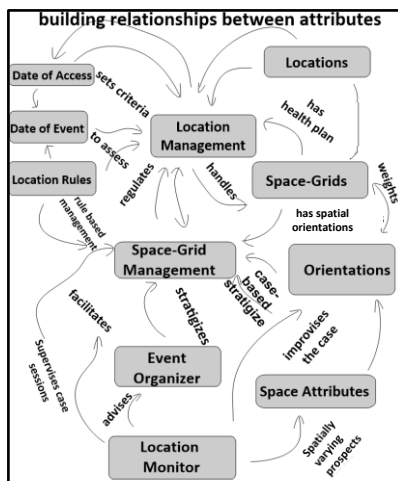 building relationships between attributes
Date of Access
sets criteria
Locations
Date of Event
to assess
Location
Management
has
health plan
Location Rules
regulates
handles
Space-Grids
weights
rule based
management
has spatial
orientations
Space-Grid
Management
case-
based
stratigize
Orientations
facilitates
stratigizes
improvises
the case
Supervises case
sessions
Event
Organizer
Space Attributes
advises
Location
Monitor
Spatially
varying
prospects